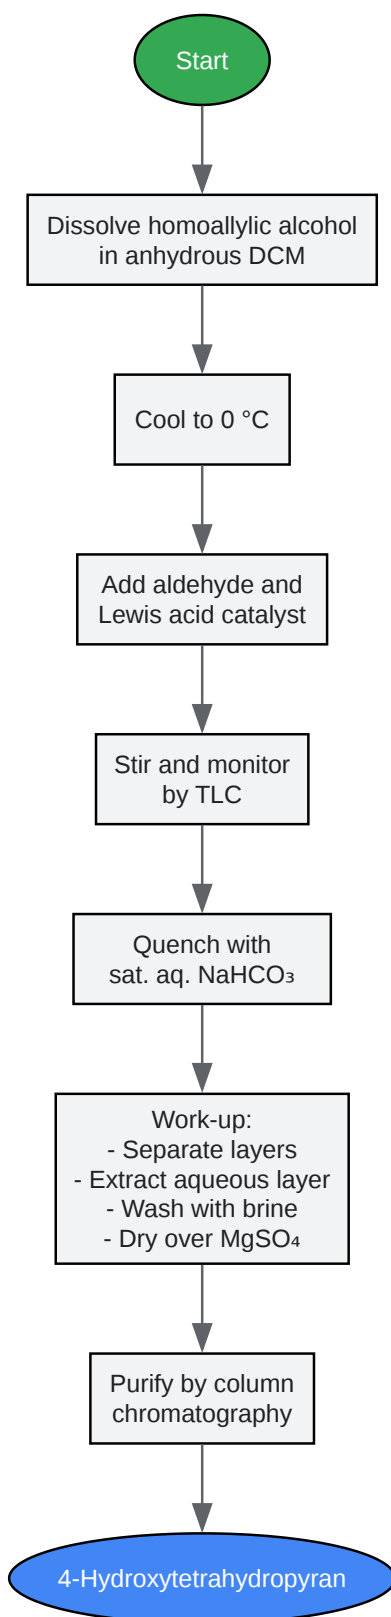 Start
Dissolve homoallylic alcohol
in anhydrous DCM
Cool to 0 °C
Add aldehyde and
Lewis acid catalyst
Stir and monitor
by TLC
Quench with
sat. aq. NaHCO₃
Work-up:
- Separate layers
- Extract aqueous layer
- Wash with brine
- Dry over MgSO₄
Purify by column
chromatography
4-Hydroxytetrahydropyran